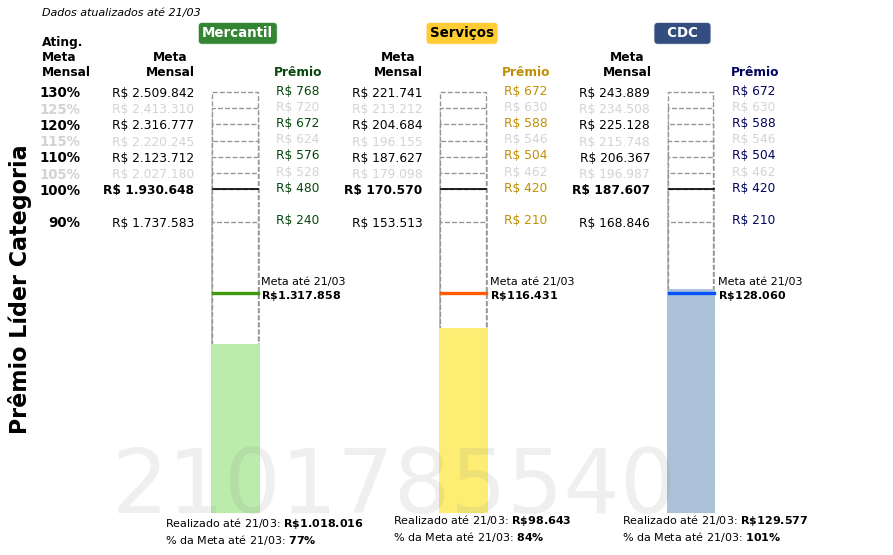 Dados atualizados até 21/03
Mercantil Serviços CDC
Ating. Meta Mensal Meta Mensal Prêmio Meta Mensal Prêmio Meta Mensal Prêmio
130% R$ 2.509.842 R$ 768 R$ 221.741 R$ 672 R$ 243.889 R$ 672
125% R$ 2.413.310 R$ 720 R$ 213.212 R$ 630 R$ 234.508 R$ 630
120% R$ 2.316.777 R$ 672 R$ 204.684 R$ 588 R$ 225.128 R$ 588
115% R$ 2.220.245 R$ 624 R$ 196.155 R$ 546 R$ 215.748 R$ 546
110% R$ 2.123.712 R$ 576 R$ 187.627 R$ 504 R$ 206.367 R$ 504
105% R$ 2.027.180 R$ 528 R$ 179.098 R$ 462 R$ 196.987 R$ 462
100% R$ 1.930.648 R$ 480 R$ 170.570 R$ 420 R$ 187.607 R$ 420
90% R$ 1.737.583 R$ 240 R$ 153.513 R$ 210 R$ 168.846 R$ 210
Prêmio Líder Categoria
Meta até 21/03 Meta até 21/03 Meta até 21/03
R$1.317.858 R$116.431 R$128.060
2101785540
Realizado até 21/03: R$1.018.016 Realizado até 21/03: R$98.643 Realizado até 21/03: R$129.577
% da Meta até 21/03: 77% % da Meta até 21/03: 84% % da Meta até 21/03: 101%